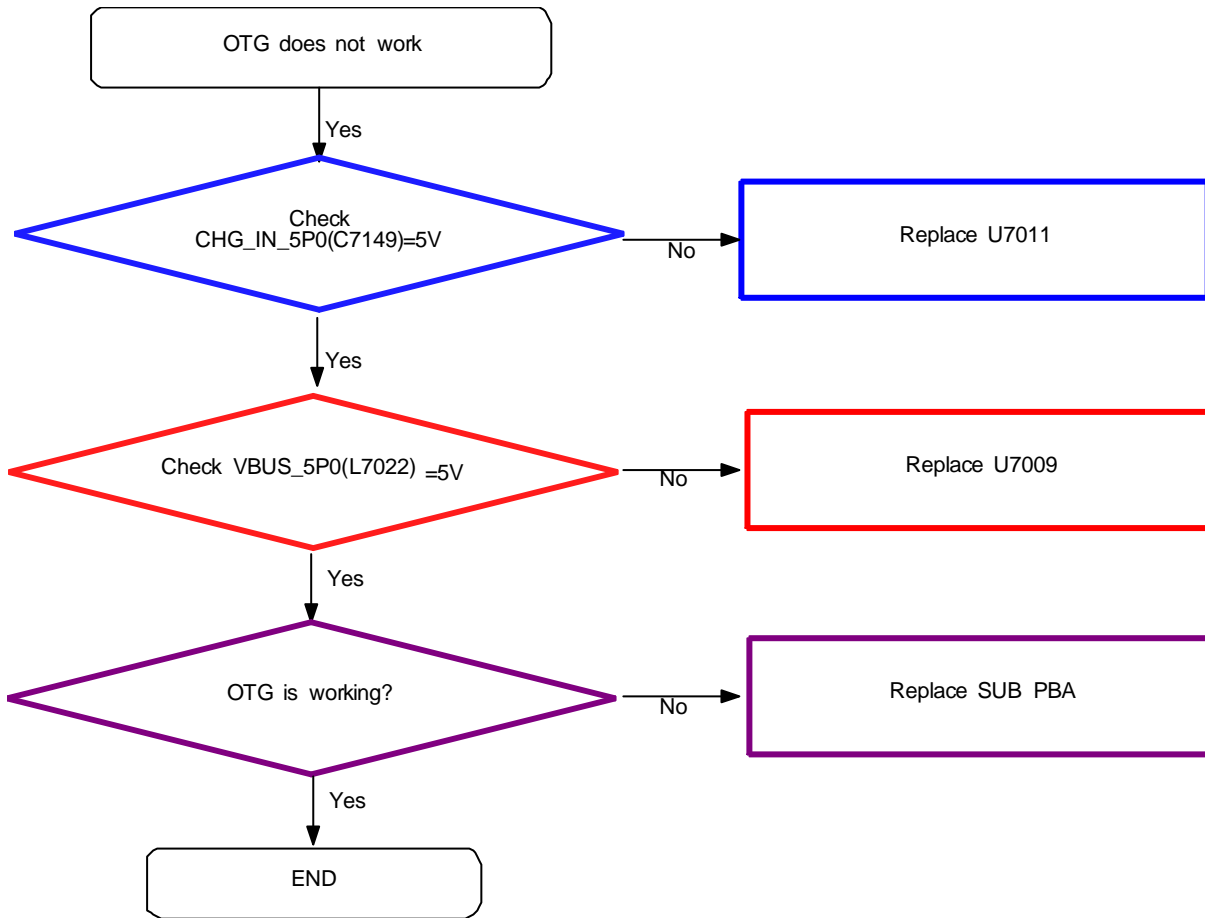 OTG does not work
Yes
Check
CHG_IN_5P0(C7149)=5V
No
Replace U7011
Yes
Check VBUS_5P0(L7022) =5V
No
Replace U7009
Yes
OTG is working?
No
Replace SUB PBA
Yes
END